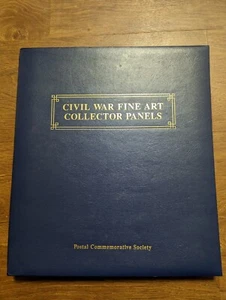 CIVIL WAR FINE ART
COLLECTOR PANELS
Postal Commemorative Society